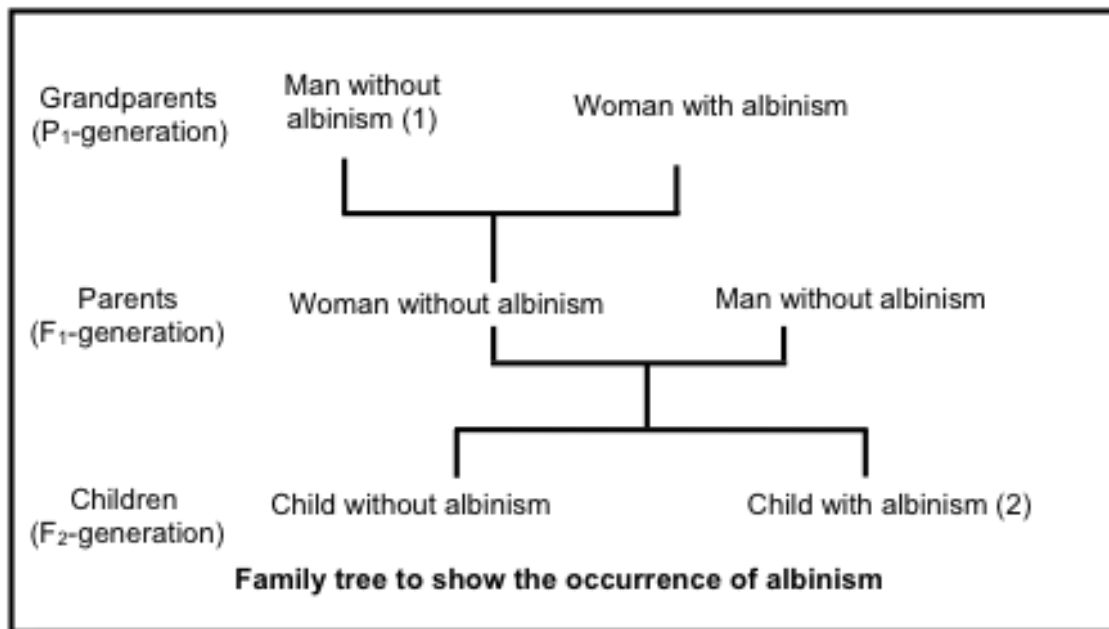 Grandparents
(P₁-generation)
Man without
albinism (1)
Woman with albinism
Parents
(F₁-generation)
Woman without albinism
Man without albinism
Children
(F₂-generation)
Child without albinism
Child with albinism (2)
Family tree to show the occurrence of albinism